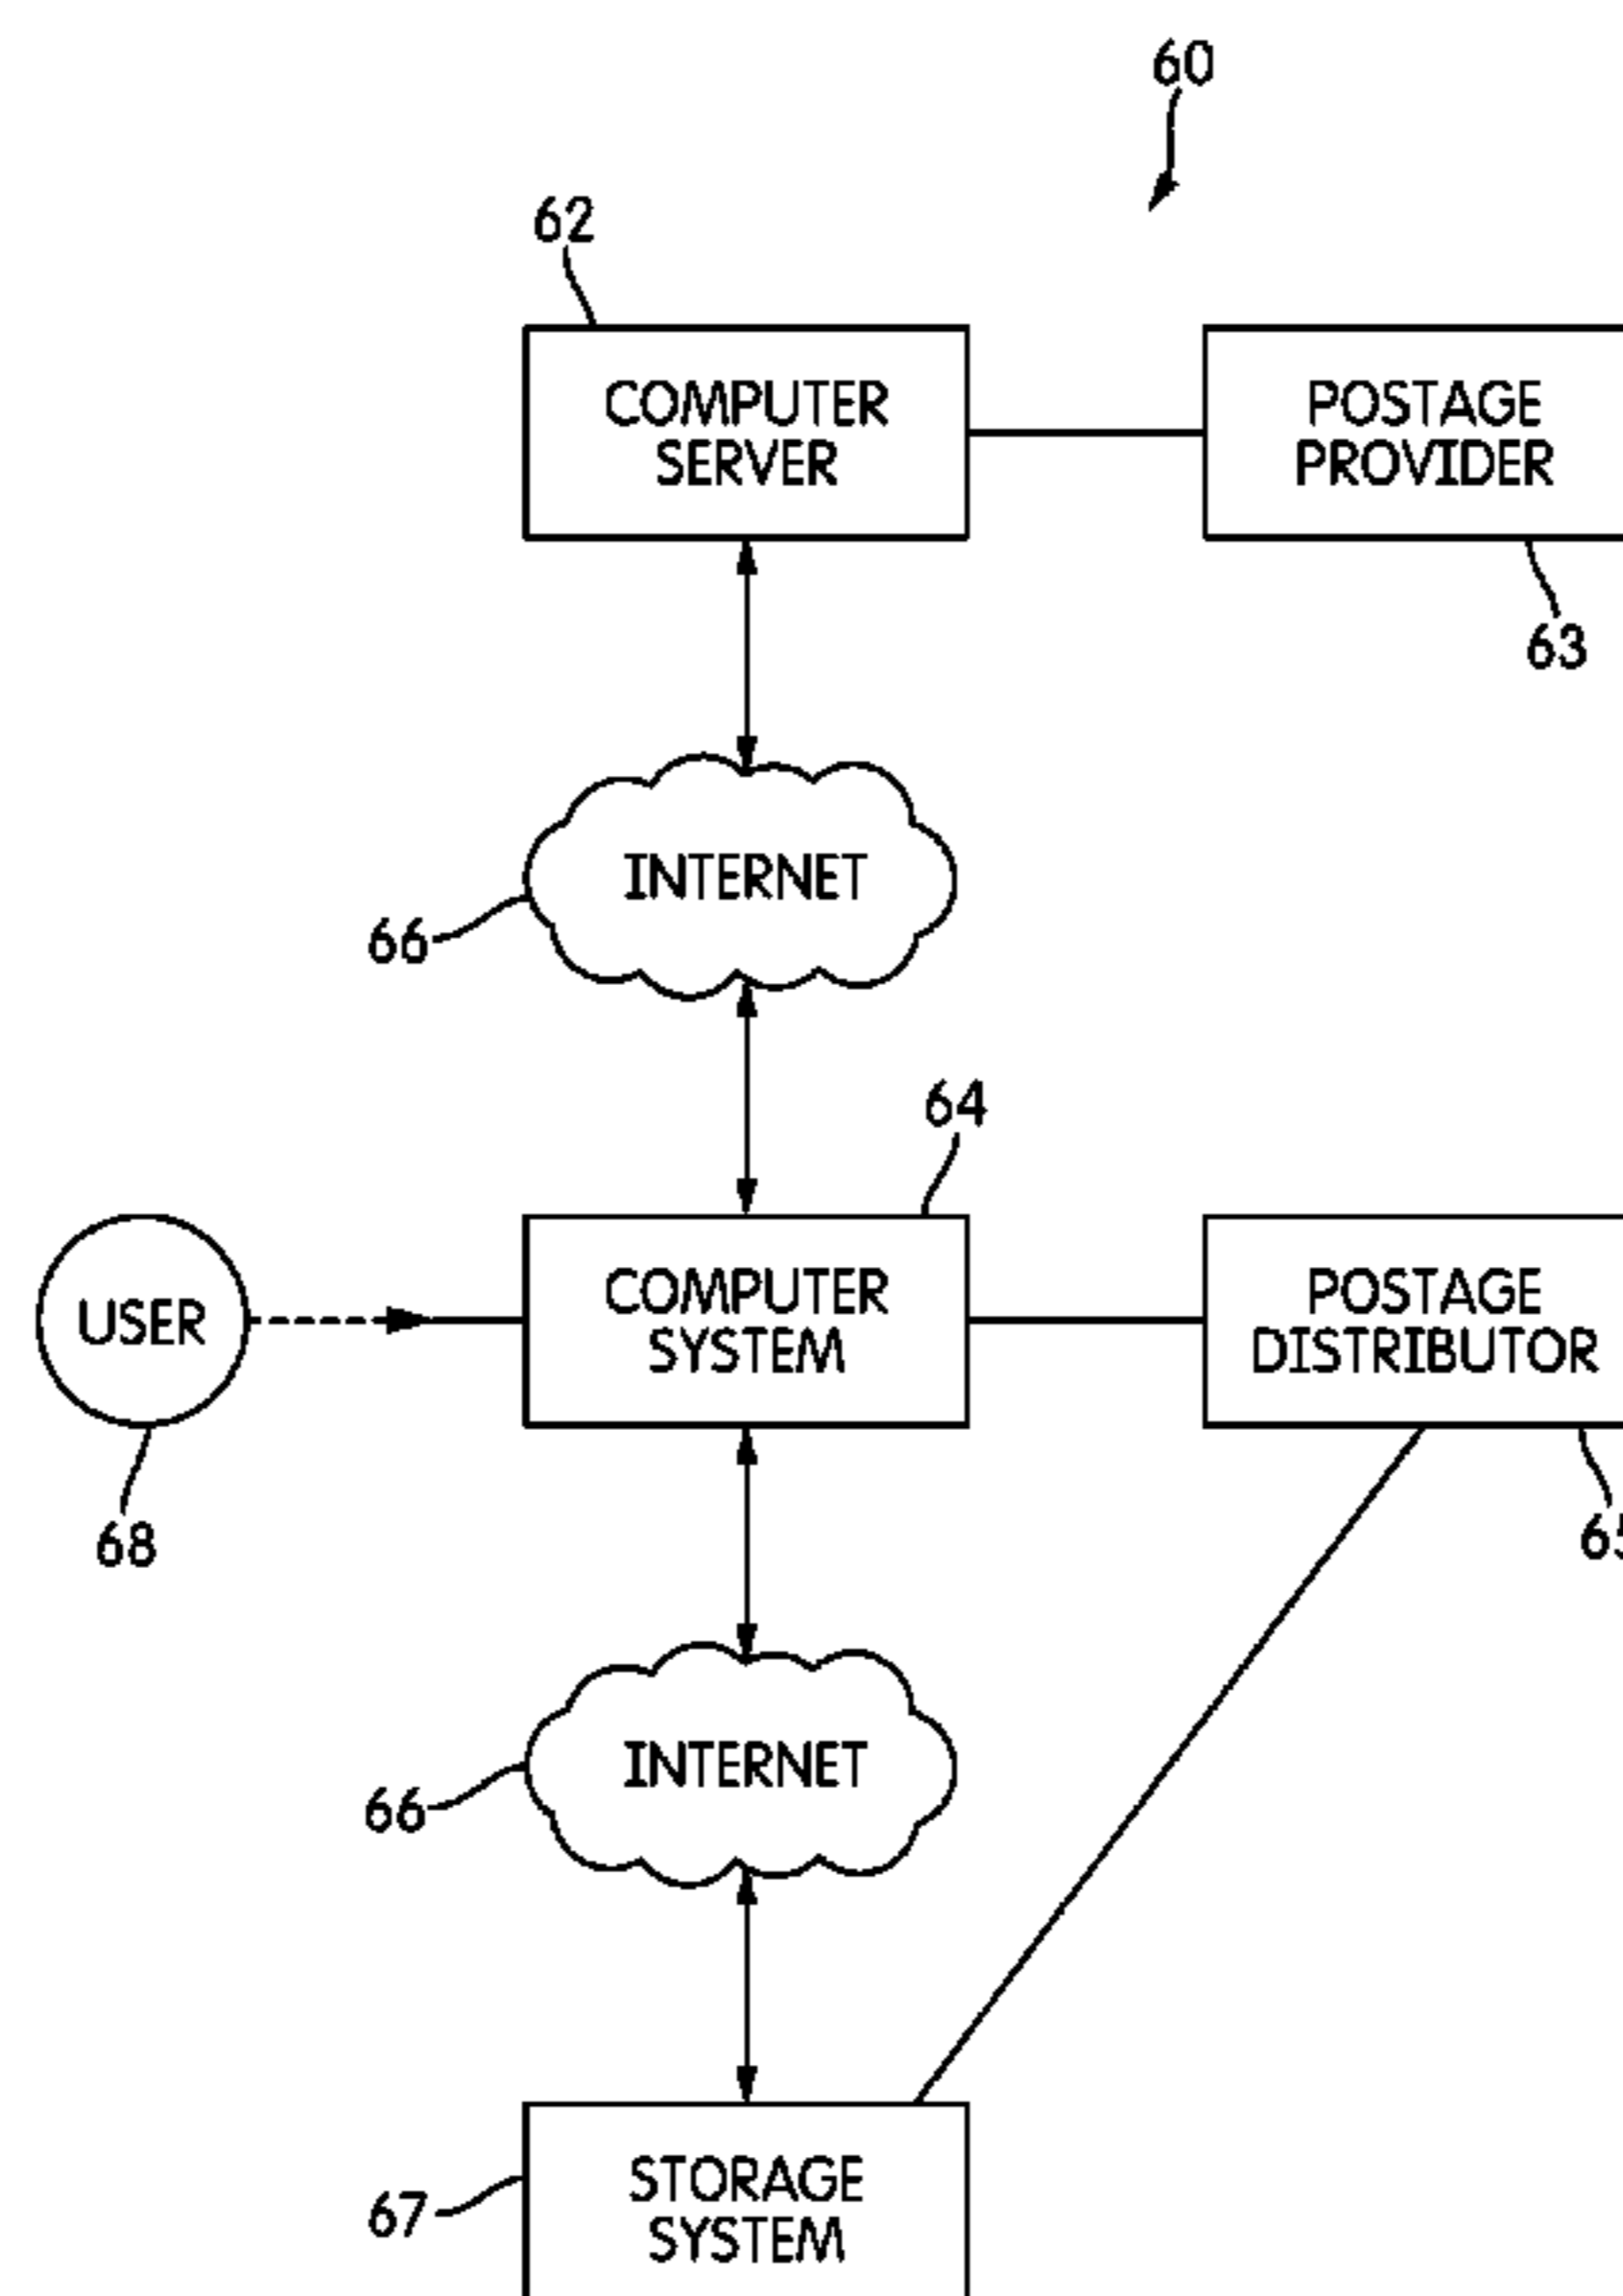 60
62
COMPUTER
SERVER
POSTAGE
PROVIDER
63
INTERNET
66
64
USER
COMPUTER
SYSTEM
POSTAGE
DISTRIBUTOR
68
INTERNET
66
STORAGE
SYSTEM
67